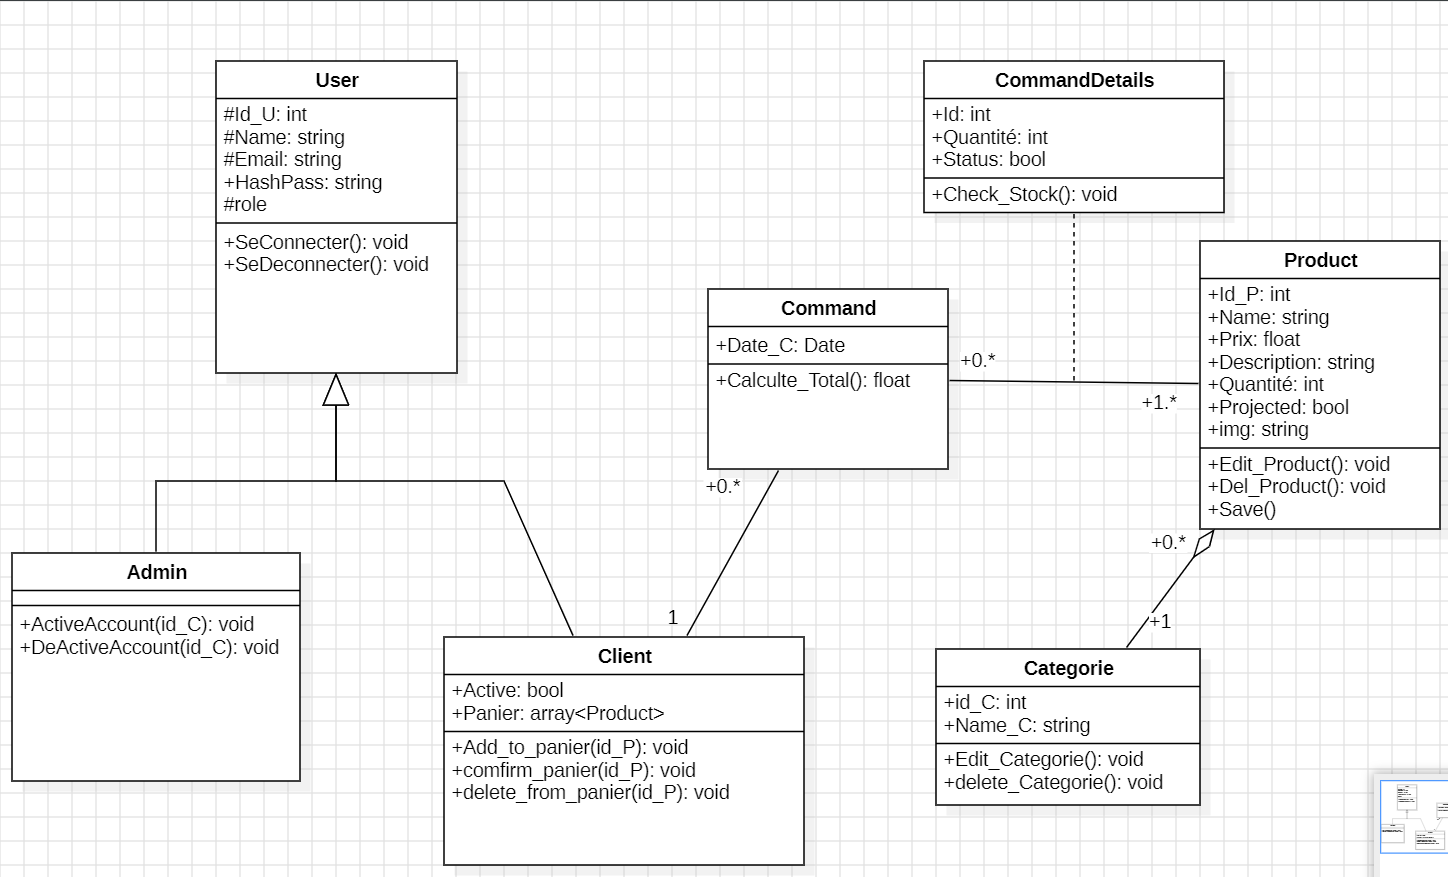 User
#Id_U: int
#Name: string
#Email: string
+HashPass: string
#role
+SeConnecter(): void
+SeDeconnecter(): void
CommandDetails
+Id: int
+Quantité: int
+Status: bool
+Check_Stock(): void
Product
+Id_P: int
+Name: string
+Prix: float
+Description: string
+Quantité: int
+Projected: bool
+img: string
+Edit_Product(): void
+Del_Product(): void
+Save()
Command
+Date_C: Date
+Calculte_Total(): float
+0.*
+1.*
+0.*
1
+0.*
+1
Admin
+ActiveAccount(id_C): void
+DeActiveAccount(id_C): void
Client
+Active: bool
+Panier: array<Product>
+Add_to_panier(id_P): void
+comfirm_panier(id_P): void
+delete_from_panier(id_P): void
Categorie
+id_C: int
+Name_C: string
+Edit_Categorie(): void
+delete_Categorie(): void